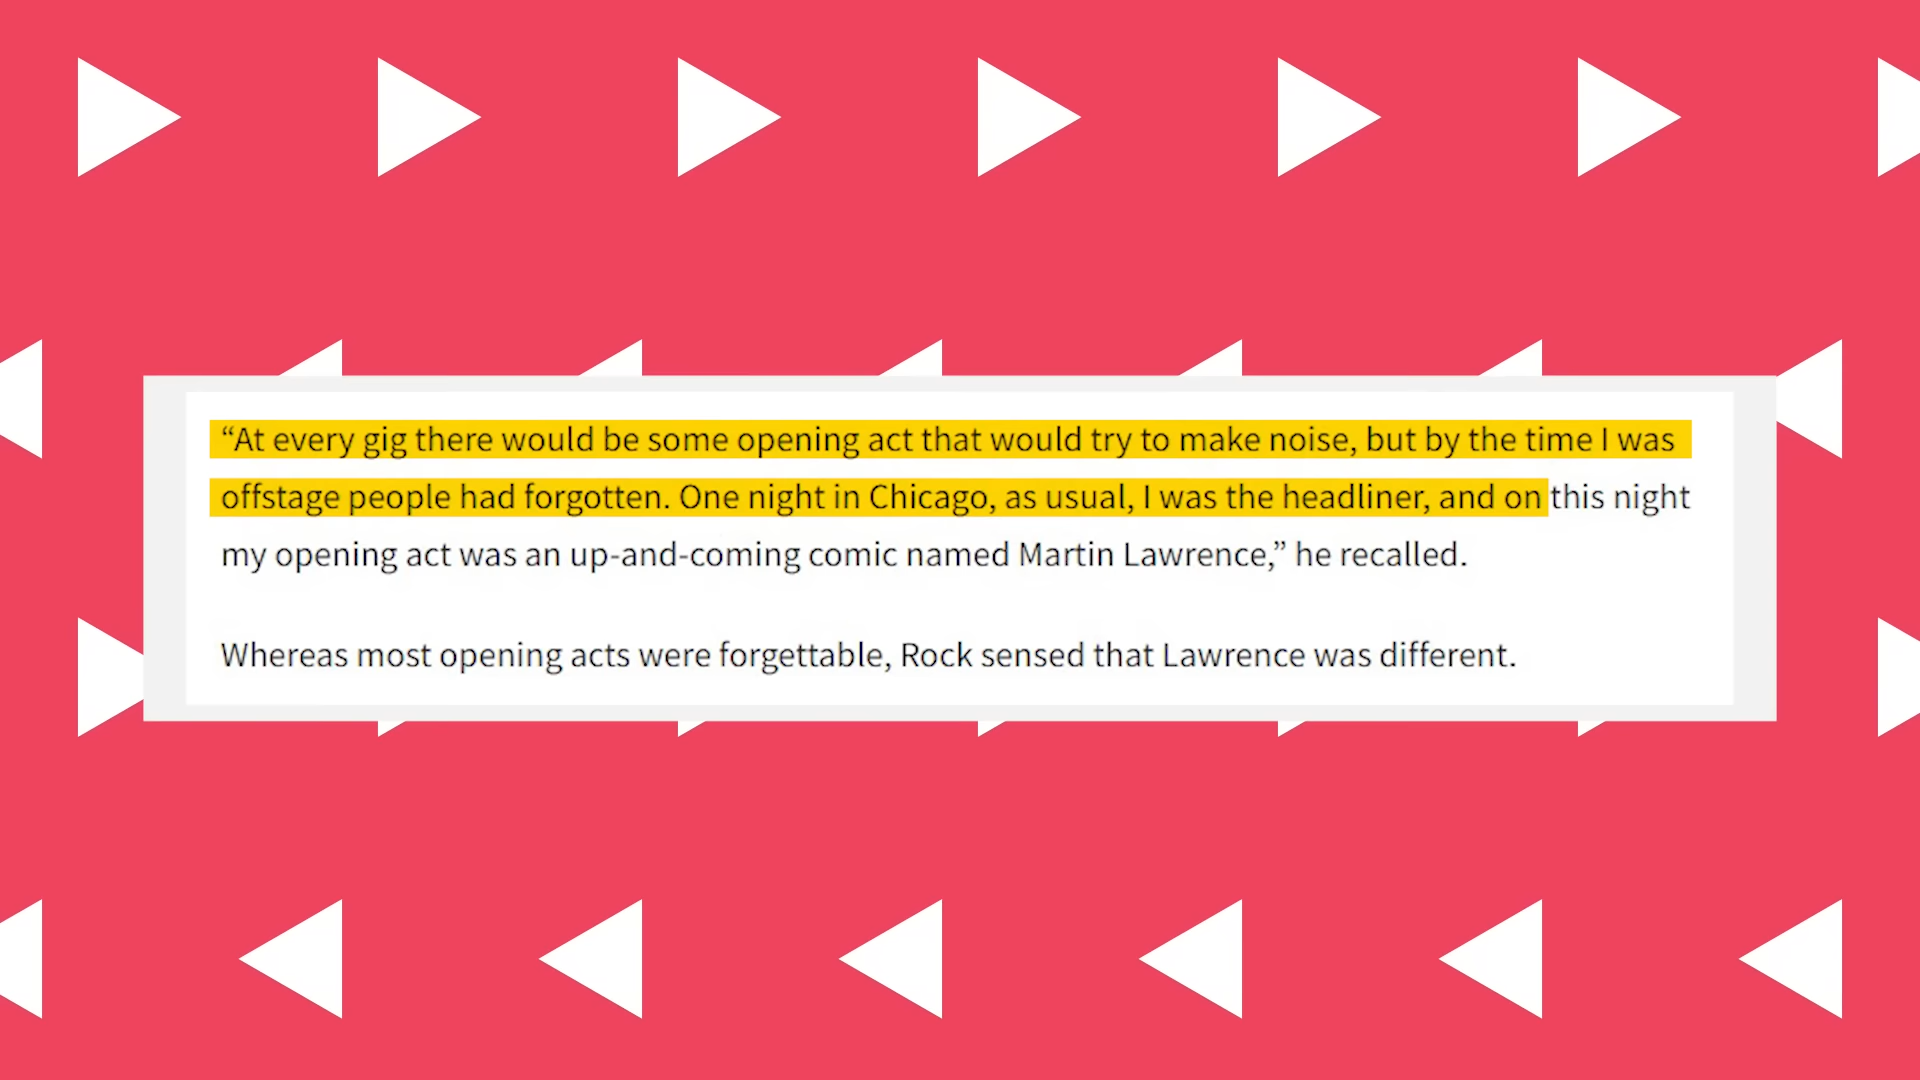 “At every gig there would be some opening act that would try to make noise, but by the time I was
offstage people had forgotten. One night in Chicago, as usual, I was the headliner, and on this night
my opening act was an up-and-coming comic named Martin Lawrence,” he recalled.
Whereas most opening acts were forgettable, Rock sensed that Lawrence was different.